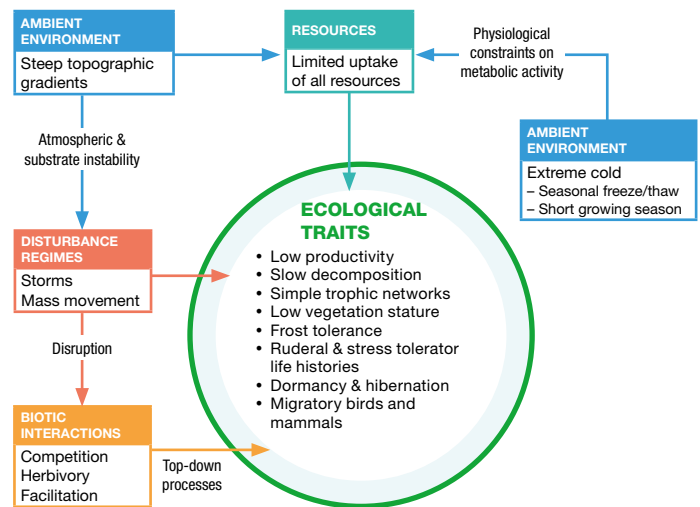 AMBIENT
ENVIRONMENT
Steep topographic
gradients
RESOURCES
Limited uptake
of all resources
Physiological
constraints on
metabolic activity
AMBIENT
ENVIRONMENT
Extreme cold
– Seasonal freeze/thaw
– Short growing season
Atmospheric &
substrate instability
DISTURBANCE
REGIMES
Storms
Mass movement
Disruption
BIOTIC
INTERACTIONS
Competition
Herbivory
Facilitation
Top-down
processes
ECOLOGICAL
TRAITS
• Low productivity
• Slow decomposition
• Simple trophic networks
• Low vegetation stature
• Frost tolerance
• Ruderal & stress tolerator
life histories
• Dormancy & hibernation
• Migratory birds and
mammals